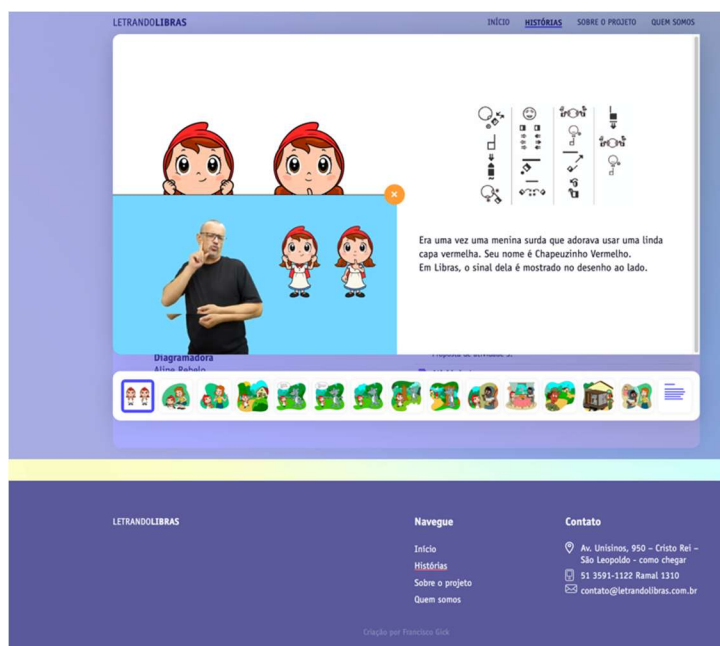 LETRANDOLIBRAS
INÍCIO HISTÓRIAS SOBRE O PROJETO QUEM SOMOS
Era uma vez uma menina surda que adorava usar uma linda
capa vermelha. Seu nome é Chapeuzinho Vermelho.
Em Libras, o sinal dela é mostrado no desenho ao lado.
Diagramadora
Aline Rebelo
LETRANDOLIBRAS
Navegue
Início
Histórias
Sobre o projeto
Quem somos
Contato
Av. Unisinos, 950 – Cristo Rei –
São Leopoldo - como chegar
51 3591-1122 Ramal 1310
contato@letrandolibras.com.br
Criação por Francisco Gick